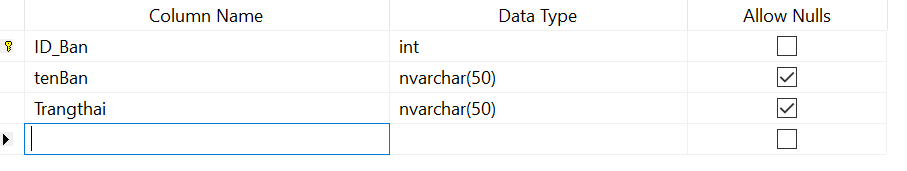 Column Name Data Type Allow Nulls
ID_Ban int
tenBan nvarchar(50)
Trangthai nvarchar(50)